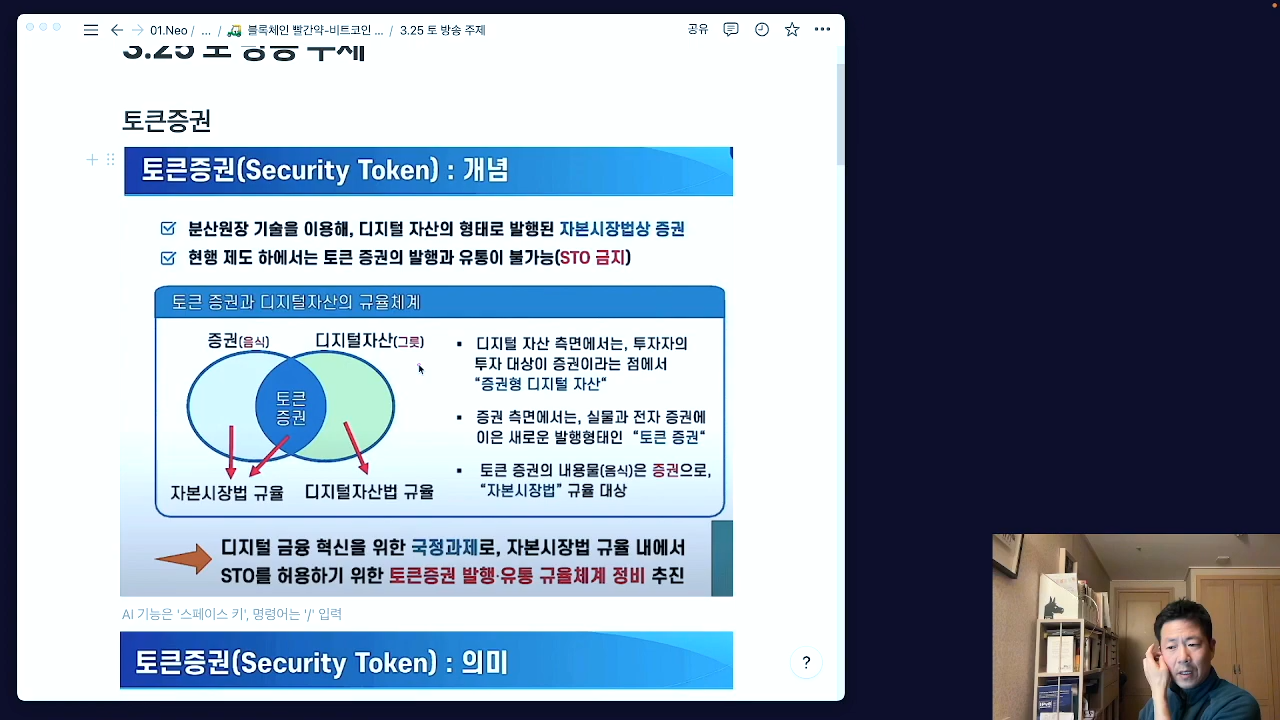 01.Neo / ... / 블록체인 빨간약-비트코인 ... / 3.25 토 방송 주제
공유
3.25 토 방송 주제
토큰증권
토큰증권(Security Token) : 개념
분산원장 기술을 이용해, 디지털 자산의 형태로 발행된 자본시장법상 증권
현행 제도 하에서는 토큰 증권의 발행과 유통이 불가능(STO 금지)
토큰 증권과 디지털자산의 규율체계
증권(음식)
디지털자산(그릇)
토큰
증권
자본시장법 규율
디지털자산법 규율
▪ 디지털 자산 측면에서는, 투자자의
투자 대상이 증권이라는 점에서
“증권형 디지털 자산“
▪ 증권 측면에서는, 실물과 전자 증권에
이은 새로운 발행형태인 “토큰 증권“
▪ 토큰 증권의 내용물(음식)은 증권으로,
“자본시장법” 규율 대상
디지털 금융 혁신을 위한 국정과제로, 자본시장법 규율 내에서
STO를 허용하기 위한 토큰증권 발행·유통 규율체계 정비 추진
AI 기능은 '스페이스 키', 명령어는 '/' 입력
토큰증권(Security Token) : 의미
?